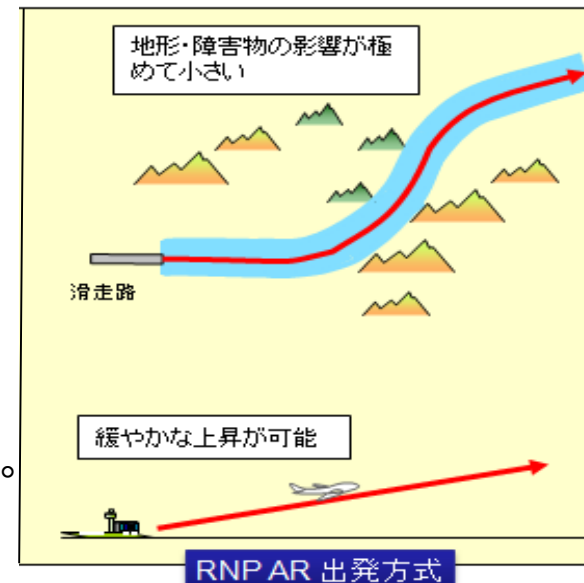 地形・障害物の影響が極
めて小さい
滑走路
緩やかな上昇が可能
。
RNP AR 出発方式